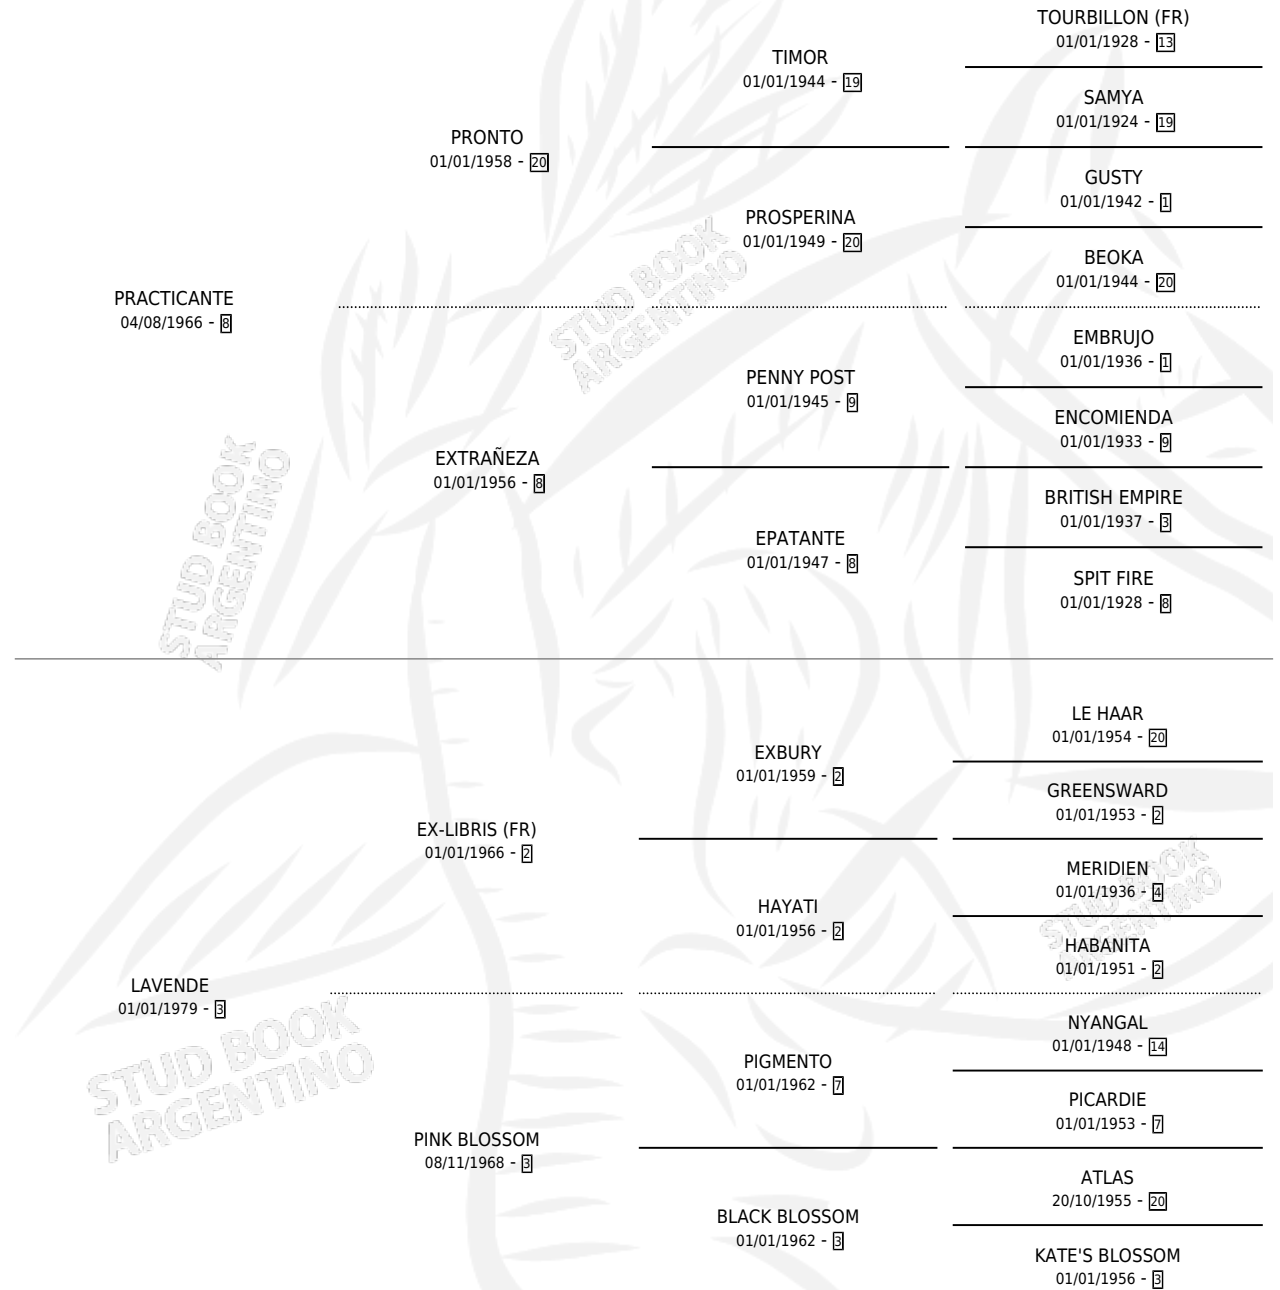 TOURBILLON (FR)
01/01/1928 - 13
TIMOR
01/01/1944 - 19
SAMYA
01/01/1924 - 19
PRONTO
01/01/1958 - 20
GUSTY
01/01/1942 - 1
PROSPERINA
01/01/1949 - 20
BEOKA
01/01/1944 - 20
PRACTICANTE
04/08/1966 - 8
EMBRUJO
01/01/1936 - 1
PENNY POST
01/01/1945 - 9
ENCOMIENDA
01/01/1933 - 9
EXTRAÑEZA
01/01/1956 - 8
BRITISH EMPIRE
01/01/1937 - 3
EPATANTE
01/01/1947 - 8
SPIT FIRE
01/01/1928 - 8
STUD BOOK
ARGENTINO
STUD BOOK
ARGENTINO
LE HAAR
01/01/1954 - 20
EXBURY
01/01/1959 - 2
GREENSWARD
01/01/1953 - 2
EX-LIBRIS (FR)
01/01/1966 - 2
MERIDIEN
01/01/1936 - 4
HAYATI
01/01/1956 - 2
HABANITA
01/01/1951 - 2
LAVENDE
01/01/1979 - 3
NYANGAL
01/01/1948 - 14
PIGMENTO
01/01/1962 - 7
PICARDIE
01/01/1953 - 7
PINK BLOSSOM
08/11/1968 - 3
ATLAS
20/10/1955 - 20
BLACK BLOSSOM
01/01/1962 - 3
KATE'S BLOSSOM
01/01/1956 - 3
STUD BOOK
ARGENTINO
STUD BOOK
ARGENTINO